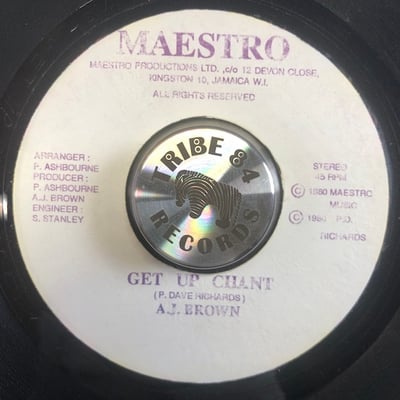 MAESTRO
MAESTRO PRODUCTIONS LTD. ,c/o 12 DEVON CLOSE,
KINGSTON 10, JAMAICA W.I.
ALL RIGHTS RESERVED
ARRANGER :
P. ASHBOURNE
PRODUCER :
P. ASHBOURNE
A.J. BROWN
ENGINEER :
S. STANLEY
TRIBE 84
RECORDS
STEREO
45 RPM
© 1980 MAESTRO
MUSIC
© 1980 P.D.
RICHARDS
GET UP CHANT
(P. DAVE RICHARDS)
A.J. BROWN